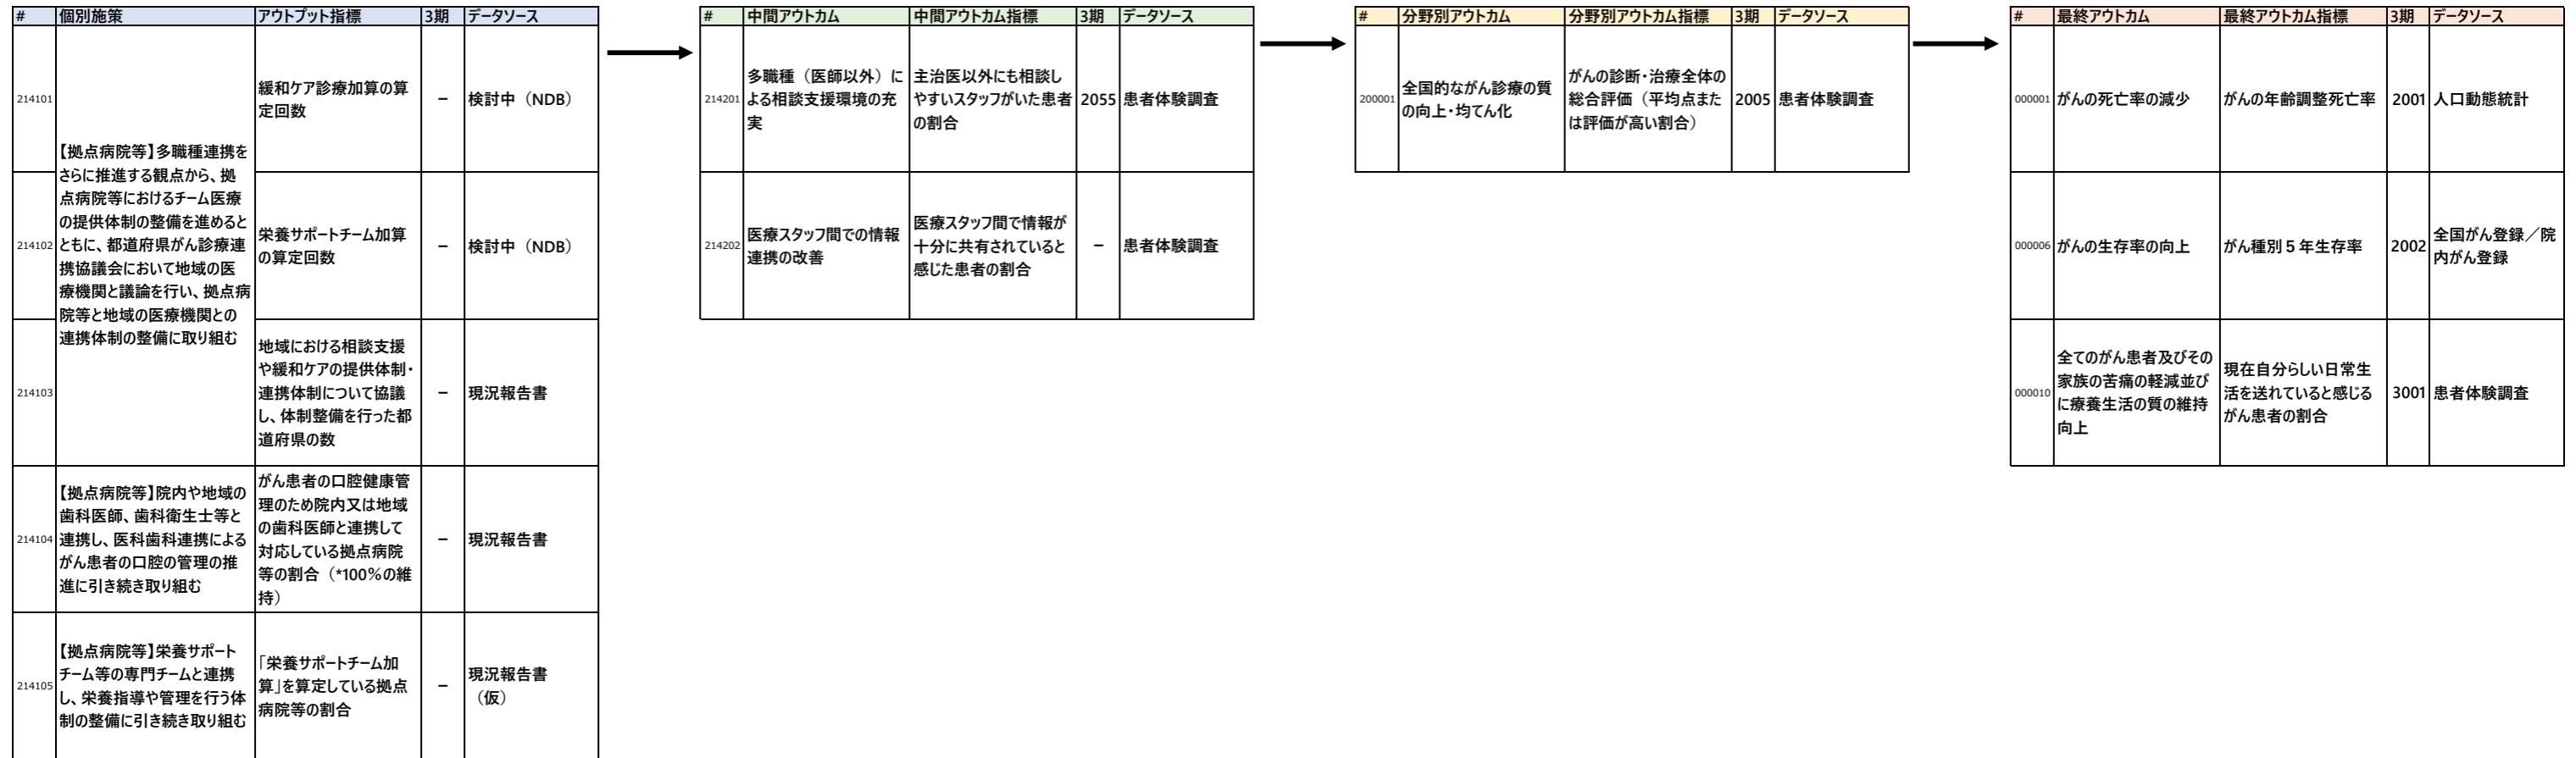 # 個別施策 アウトプット指標 3期 データソース
214101
【拠点病院等】多職種連携を
さらに推進する観点から、拠
点病院等におけるチーム医療
の提供体制の整備を進めると
ともに、都道府県がん診療連
携協議会において地域の医
療機関と議論を行い、拠点病
院等と地域の医療機関との
連携体制の整備に取り組む
緩和ケア診療加算の算
定回数
－
検討中（NDB）
214102
栄養サポートチーム加算
の算定回数
－
検討中（NDB）
214103
地域における相談支援
や緩和ケアの提供体制・
連携体制について協議
し、体制整備を行った都
道府県の数
－
現況報告書
214104
【拠点病院等】院内や地域の
歯科医師、歯科衛生士等と
連携し、医科歯科連携による
がん患者の口腔の管理の推
進に引き続き取り組む
がん患者の口腔健康管
理のため院内又は地域
の歯科医師と連携して
対応している拠点病院
等の割合（*100％の維
持）
－
現況報告書
214105
【拠点病院等】栄養サポート
チーム等の専門チームと連携
し、栄養指導や管理を行う体
制の整備に引き続き取り組む
「栄養サポートチーム加
算」を算定している拠点
病院等の割合
－
現況報告書
（仮）
# 中間アウトカム 中間アウトカム指標 3期 データソース
214201
多職種（医師以外）に
よる相談支援環境の充
実
主治医以外にも相談し
やすいスタッフがいた患者
の割合
2055
患者体験調査
214202
医療スタッフ間での情報
連携の改善
医療スタッフ間で情報が
十分に共有されていると
感じた患者の割合
－
患者体験調査
# 分野別アウトカム 分野別アウトカム指標 3期 データソース
200001
全国的ながん診療の質
の向上・均てん化
がんの診断・治療全体の
総合評価（平均点また
は評価が高い割合）
2005
患者体験調査
# 最終アウトカム 最終アウトカム指標 3期 データソース
000001
がんの死亡率の減少
がんの年齢調整死亡率
2001
人口動態統計
000006
がんの生存率の向上
がん種別５年生存率
2002
全国がん登録／院
内がん登録
000010
全てのがん患者及びその
家族の苦痛の軽減並び
に療養生活の質の維持
向上
現在自分らしい日常生
活を送れていると感じる
がん患者の割合
3001
患者体験調査